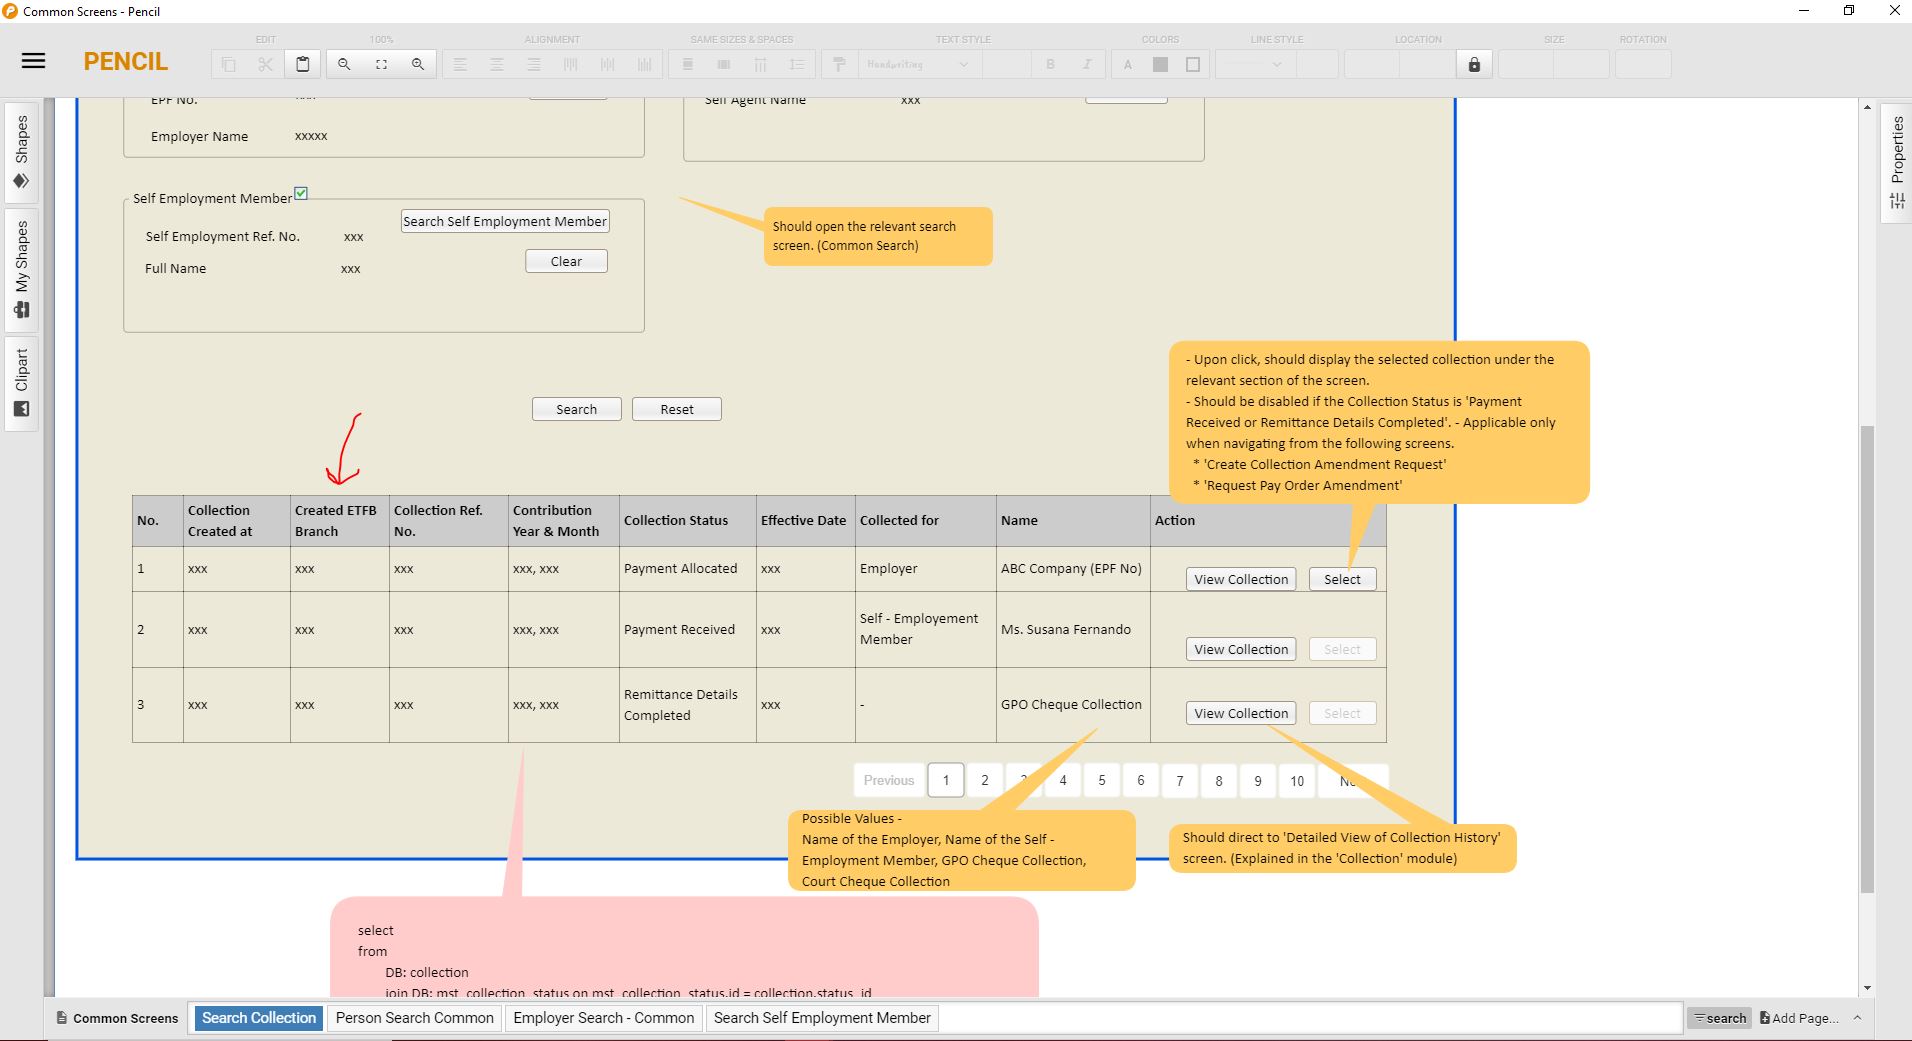 Common Screens - Pencil
PENCIL
EDIT
100%
ALIGNMENT
SAME SIZES & SPACES
TEXT STYLE
COLORS
LINE STYLE
LOCATION
SIZE
ROTATION
Handwriting
B
I
A
Shapes
My Shapes
Clipart
Properties
EPF No.
Self Agent Name
xxx
Employer Name
xxxxx
Self Employment Member
Search Self Employment Member
Self Employment Ref. No.
xxx
Full Name
xxx
Clear
Should open the relevant search
screen. (Common Search)
- Upon click, should display the selected collection under the
relevant section of the screen.
- Should be disabled if the Collection Status is 'Payment
Received or Remittance Details Completed'. - Applicable only
when navigating from the following screens.
* 'Create Collection Amendment Request'
* 'Request Pay Order Amendment'
Search
Reset
No.
Collection
Created at
Created ETFB
Branch
Collection Ref.
No.
Contribution
Year & Month
Collection Status
Effective Date
Collected for
Name
Action
1
xxx
xxx
xxx
xxx, xxx
Payment Allocated
xxx
Employer
ABC Company (EPF No)
View Collection
Select
2
xxx
xxx
xxx
xxx, xxx
Payment Received
xxx
Self - Employement
Member
Ms. Susana Fernando
View Collection
Select
3
xxx
xxx
xxx
xxx, xxx
Remittance Details
Completed
xxx
-
GPO Cheque Collection
View Collection
Select
Previous
1
2
4
5
6
7
8
9
10
Possible Values -
Name of the Employer, Name of the Self -
Employment Member, GPO Cheque Collection,
Court Cheque Collection
Should direct to 'Detailed View of Collection History'
screen. (Explained in the 'Collection' module)
select
from
DB: collection
join DB: mst_collection_status on mst_collection_status.id = collection.status_id
Common Screens
Search Collection
Person Search Common
Employer Search - Common
Search Self Employment Member
search
Add Page...